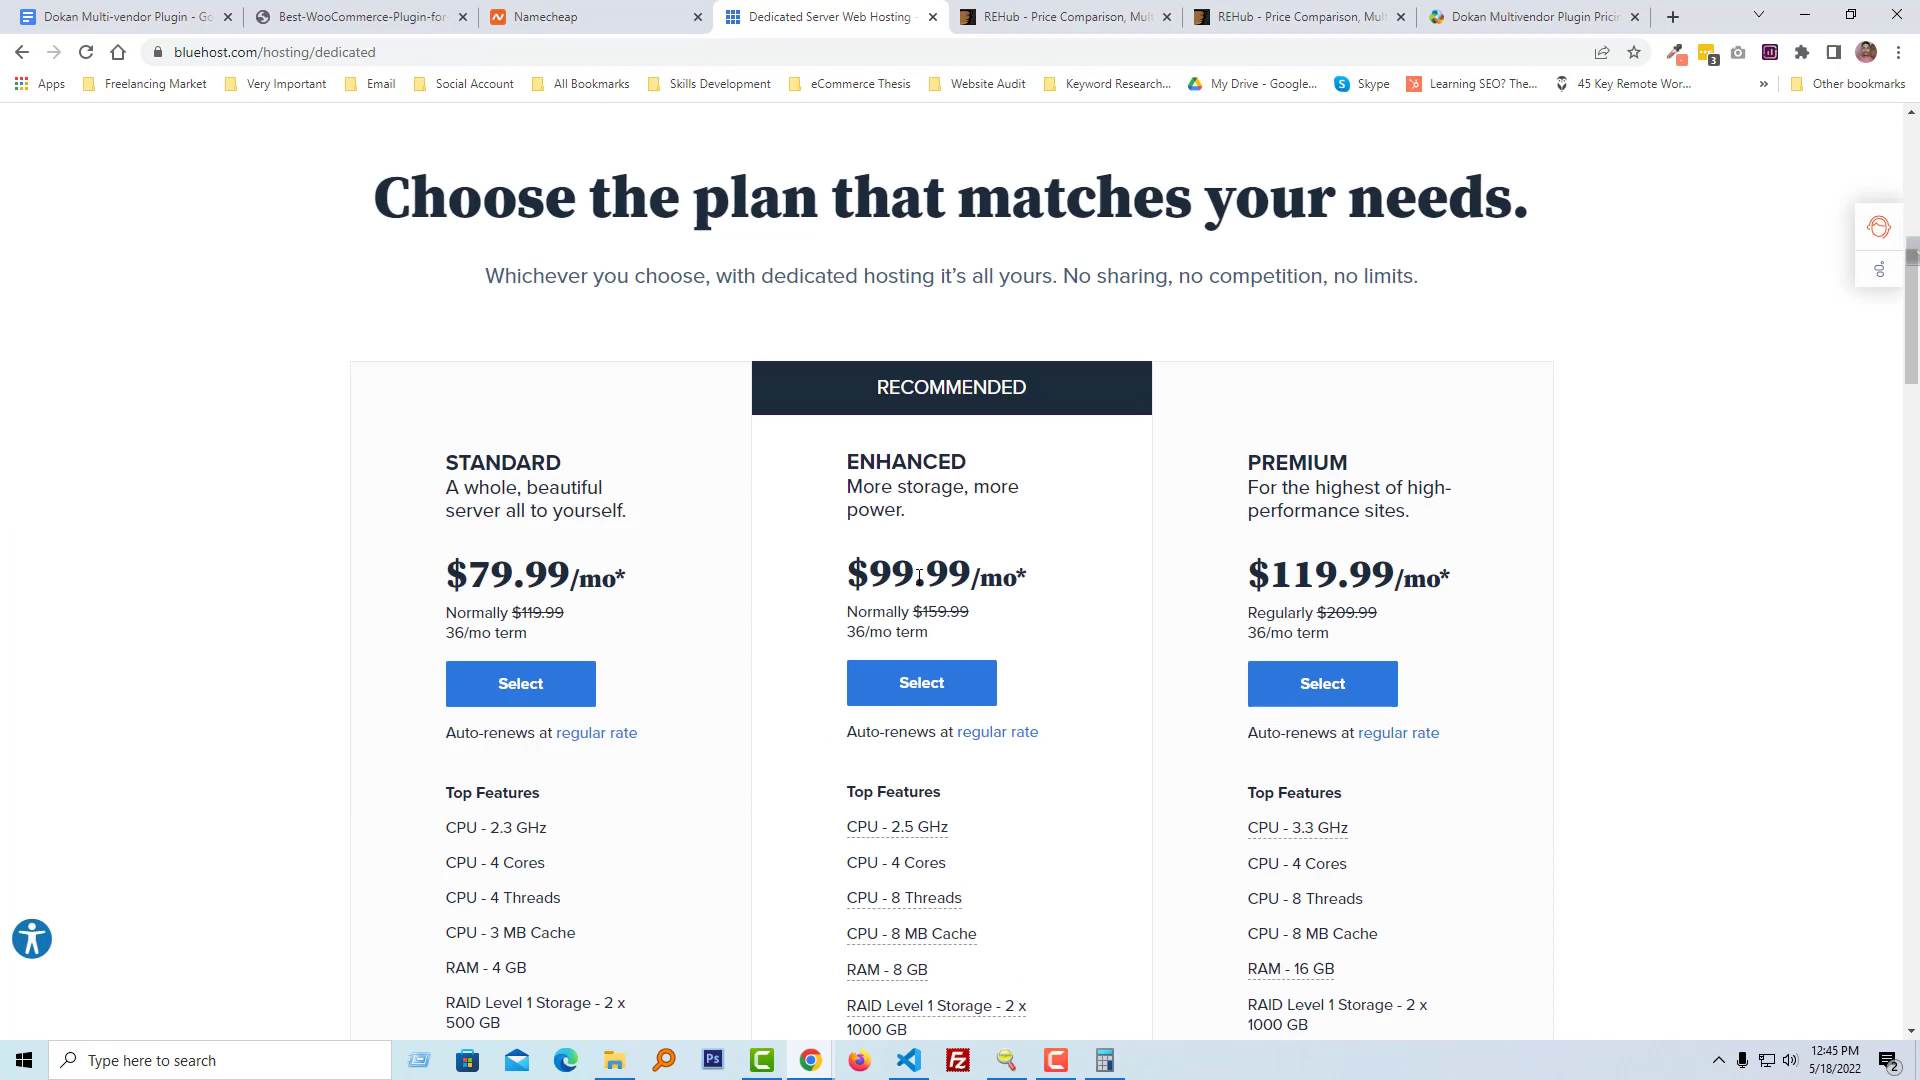 Dokan Multi-vendor Plugin - Go
Best-WooCommerce-Plugin-for-
Namecheap
Dedicated Server Web Hosting -
REHub - Price Comparison, Mult
REHub - Price Comparison, Mult
Dokan Multivendor Plugin Pricin
bluehost.com/hosting/dedicated
3
Apps
Freelancing Market
Very Important
Email
Social Account
All Bookmarks
Skills Development
eCommerce Thesis
Website Audit
Keyword Research...
My Drive - Google...
Skype
Learning SEO? The...
45 Key Remote Wor...
»
Other bookmarks
Choose the plan that matches your needs.
Whichever you choose, with dedicated hosting it’s all yours. No sharing, no competition, no limits.
RECOMMENDED
STANDARD
A whole, beautiful
server all to yourself.
$79.99/mo*
Normally $119.99
36/mo term
Select
Auto-renews at regular rate
Top Features
CPU - 2.3 GHz
CPU - 4 Cores
CPU - 4 Threads
CPU - 3 MB Cache
RAM - 4 GB
RAID Level 1 Storage - 2 x
500 GB
ENHANCED
More storage, more
power.
$99.99/mo*
Normally $159.99
36/mo term
Select
Auto-renews at regular rate
Top Features
CPU - 2.5 GHz
CPU - 4 Cores
CPU - 8 Threads
CPU - 8 MB Cache
RAM - 8 GB
RAID Level 1 Storage - 2 x
1000 GB
PREMIUM
For the highest of high-
performance sites.
$119.99/mo*
Regularly $209.99
36/mo term
Select
Auto-renews at regular rate
Top Features
CPU - 3.3 GHz
CPU - 4 Cores
CPU - 8 Threads
CPU - 8 MB Cache
RAM - 16 GB
RAID Level 1 Storage - 2 x
1000 GB
Type here to search
Ps
Fz
12:45 PM
5/18/2022
2